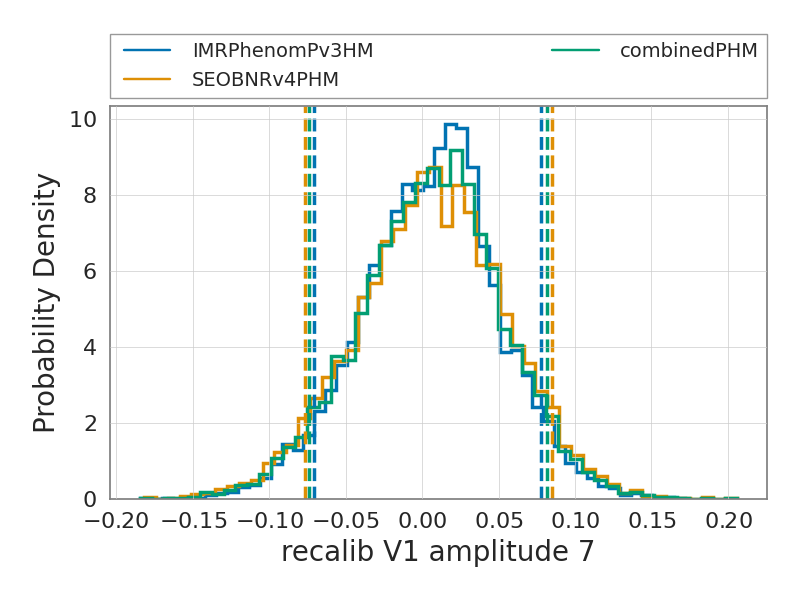 IMRPhenomPv3HM combinedPHM
SEOBNRv4PHM
10
8
6
4
2
0
Probability Density
−0.20 −0.15 −0.10 −0.05 0.00 0.05 0.10 0.15 0.20
recalib V1 amplitude 7